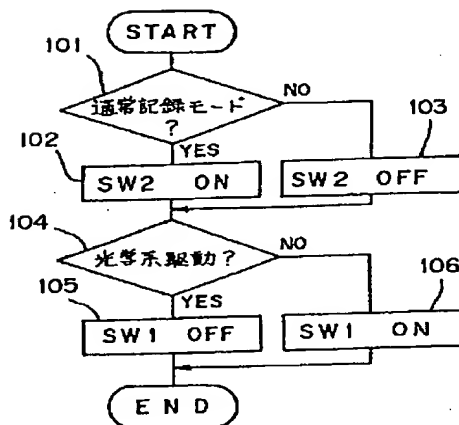 START
101
通常記録モード
?
NO
YES
102
103
SW2 ON
SW2 OFF
104
光学系駆動?
NO
YES
105
106
SW1 OFF
SW1 ON
END